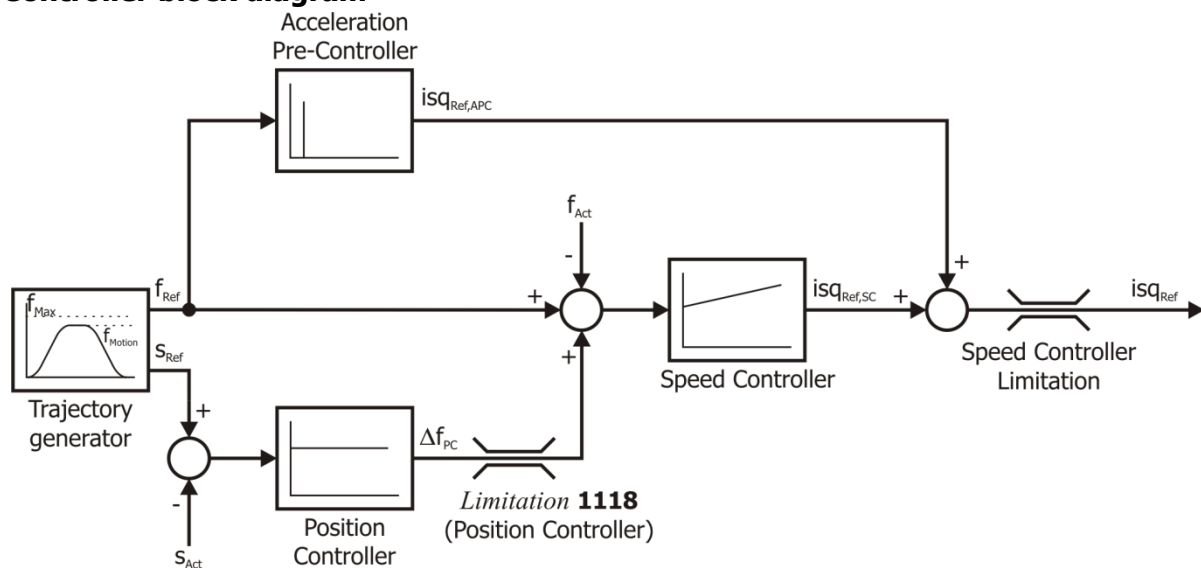 Controller block diagram
Acceleration
Pre-Controller
isqRef,APC
fAct
-
+
fRef
+
isqRef,SC
+
isqRef
fMax
fMotion
sRef
+
+
Speed Controller
Speed Controller
Limitation
Trajectory
generator
ΔfPC
-
Limitation 1118
(Position Controller)
Position
Controller
sAct